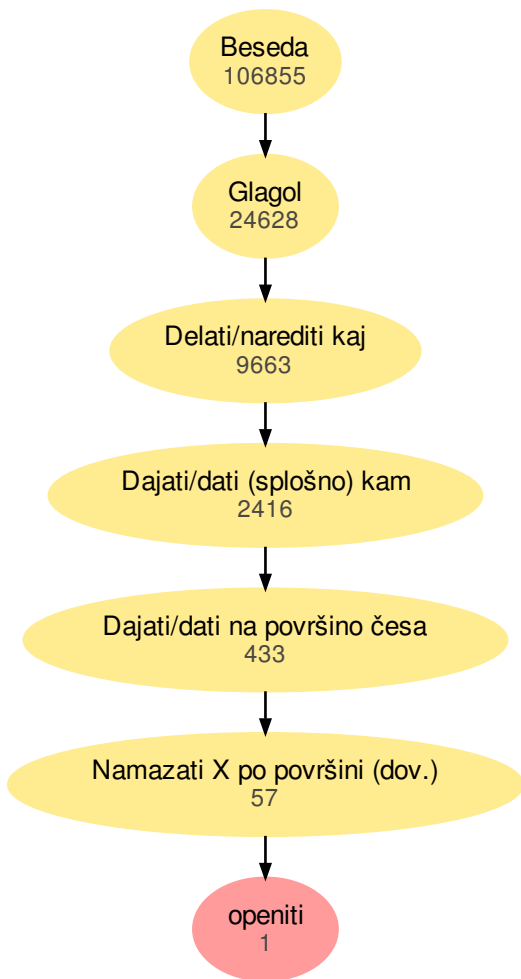 Beseda
106855
Glagol
24628
Delati/narediti kaj
9663
Dajati/dati (splošno) kam
2416
Dajati/dati na površino česa
433
Namazati X po površini (dov.)
57
openiti
1